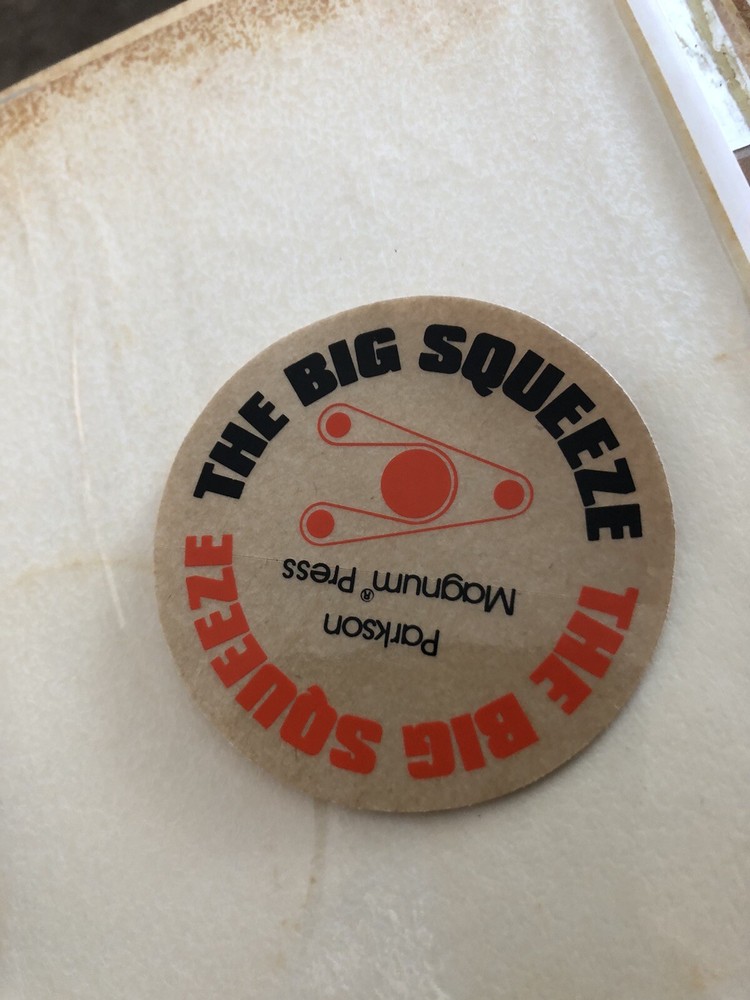 THE BIG SQUEEZE
Parkson
Magnum® Press
THE BIG SQUEEZE